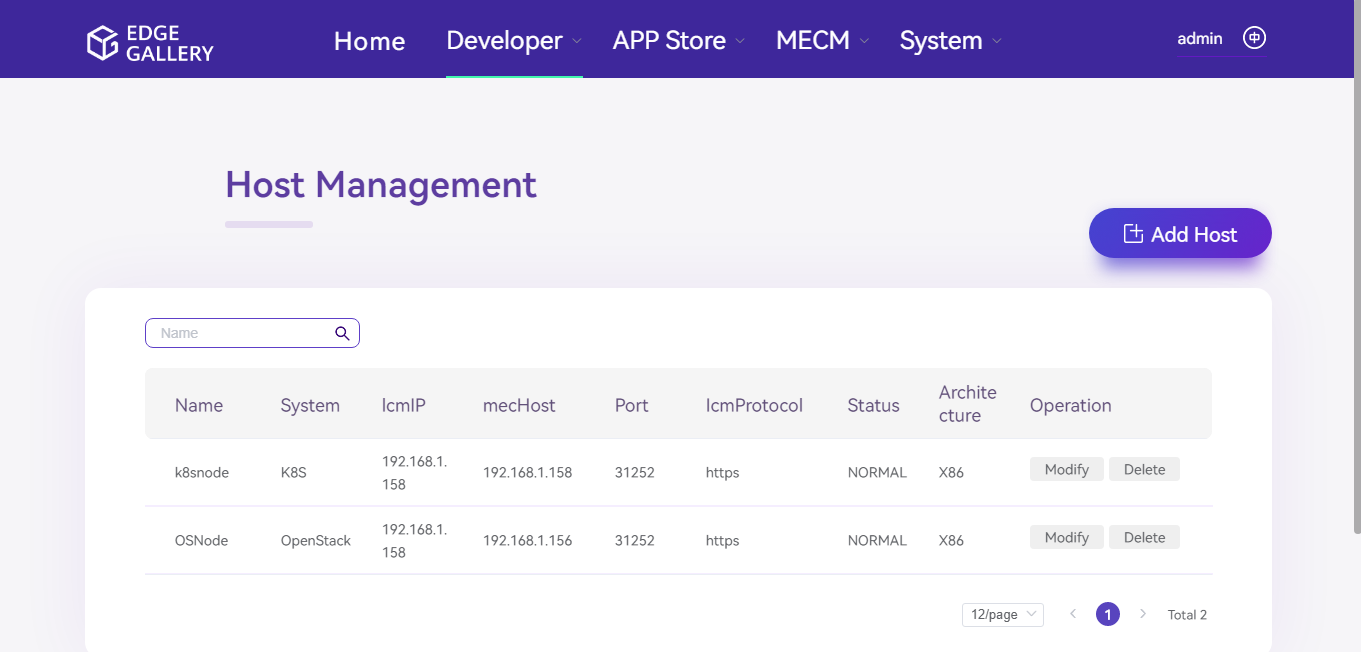 EDGE
GALLERY
Home Developer APP Store MECM System admin 中
Host Management
Add Host
Name
Name System lcmIP mecHost Port lcmProtocol Status Archite
cture Operation
k8snode K8S 192.168.1.
158 192.168.1.158 31252 https NORMAL X86 Modify Delete
OSNode OpenStack 192.168.1.
158 192.168.1.156 31252 https NORMAL X86 Modify Delete
12/page 1 Total 2